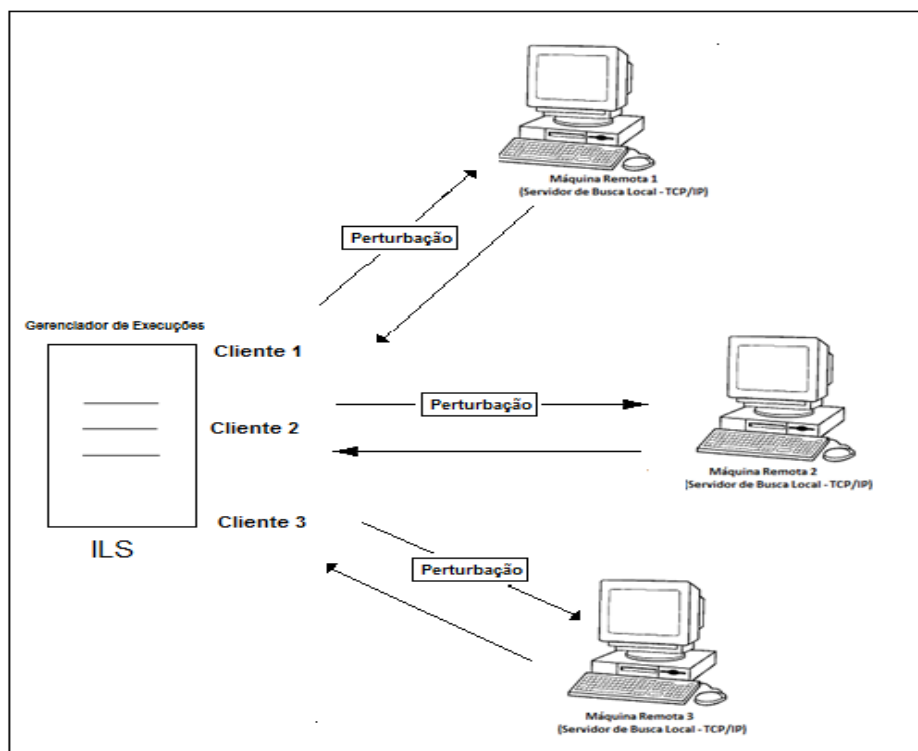 Máquina Remota 1
(Servidor de Busca Local - TCP/IP)
Perturbação
Gerenciador de Execuções
Cliente 1
Perturbação
Cliente 2
Máquina Remota 2
(Servidor de Busca Local - TCP/IP)
Cliente 3
ILS
Perturbação
Máquina Remota 3
(Servidor de Busca Local - TCP/IP)